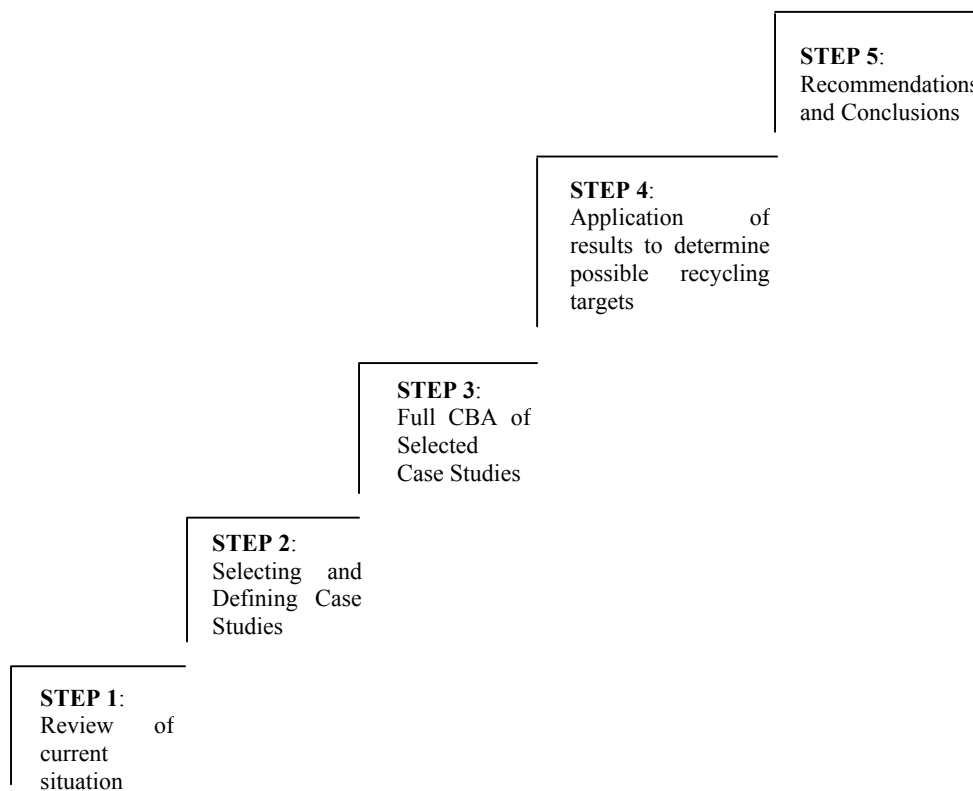 STEP 1:
Review of
current
situation
STEP 2:
Selecting and
Defining Case
Studies
STEP 3:
Full CBA of
Selected
Case Studies
STEP 4:
Application of
results to determine
possible recycling
targets
STEP 5:
Recommendations
and Conclusions